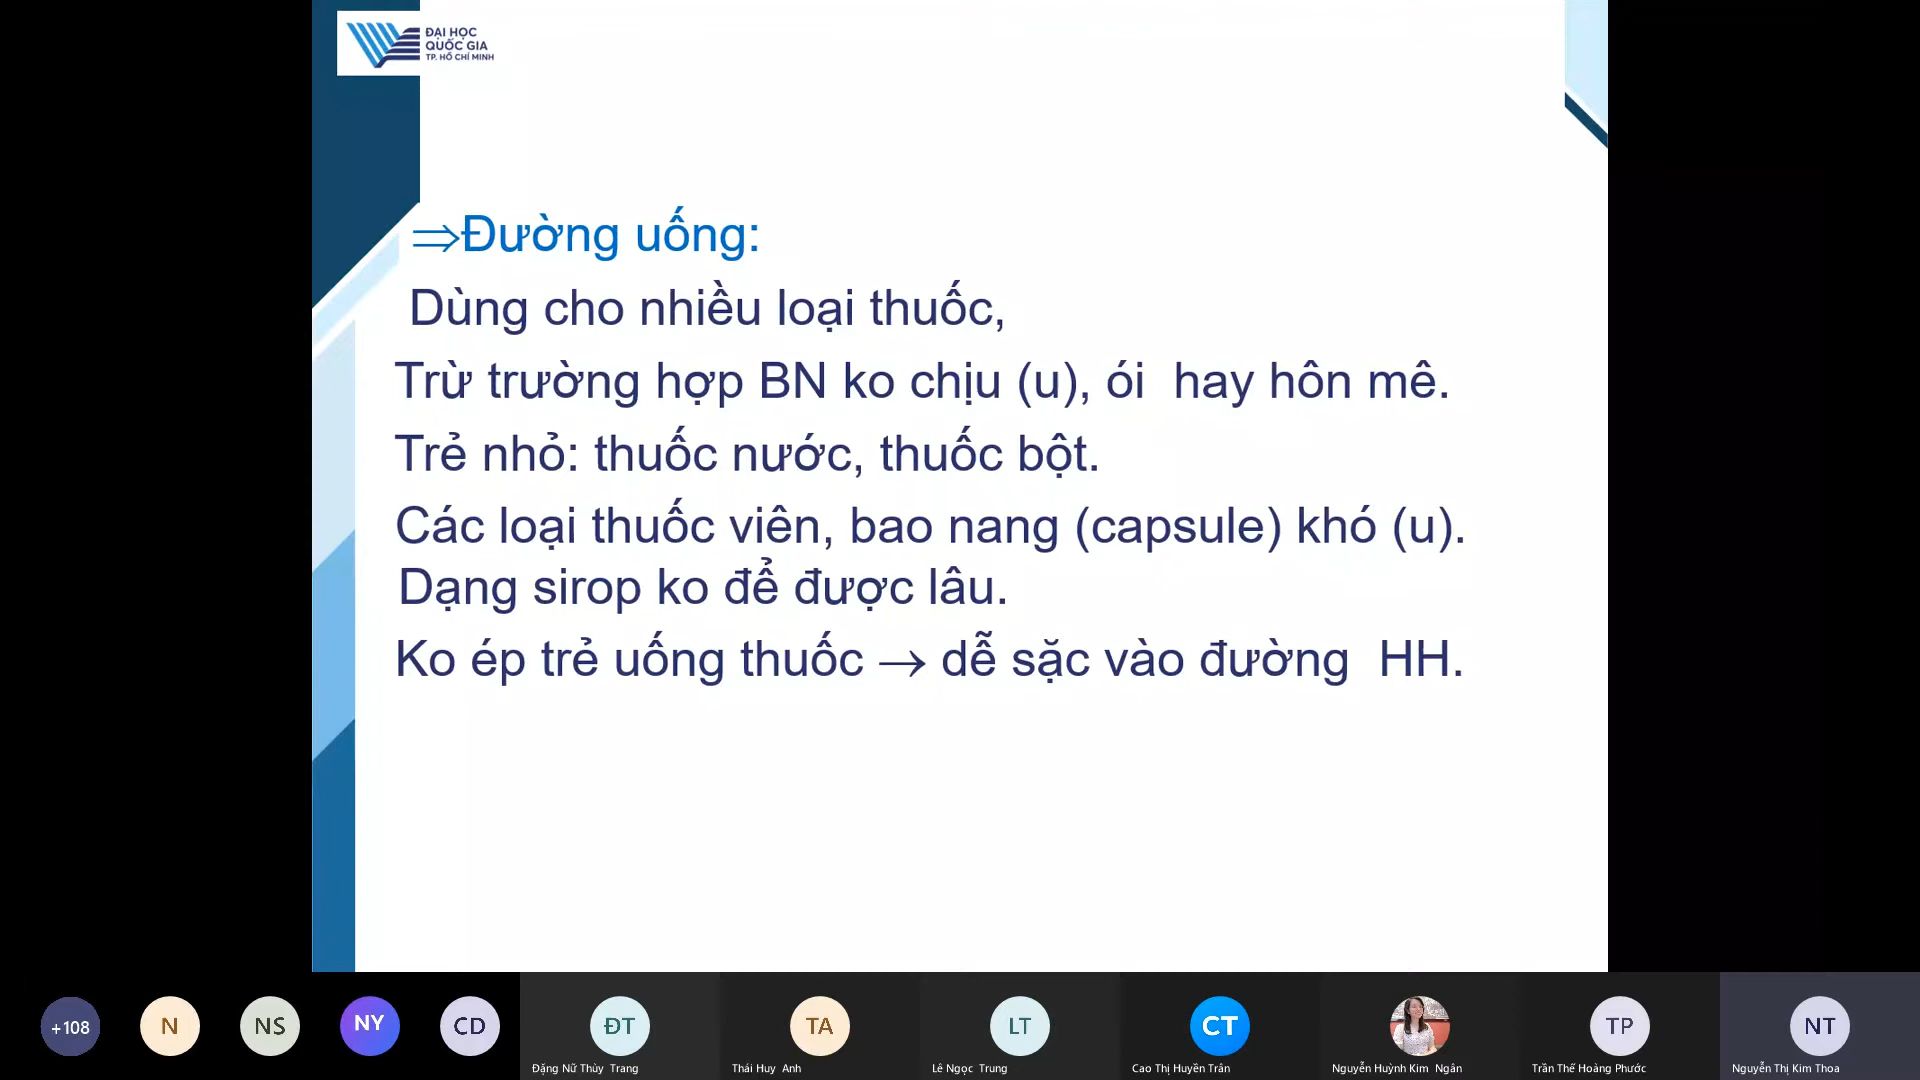 ĐẠI HỌC
QUỐC GIA
TP. HỒ CHÍ MINH
⇒Đường uống:
Dùng cho nhiều loại thuốc,
Trừ trường hợp BN ko chịu (u), ói hay hôn mê.
Trẻ nhỏ: thuốc nước, thuốc bột.
Các loại thuốc viên, bao nang (capsule) khó (u).
Dạng sirop ko để được lâu.
Ko ép trẻ uống thuốc → dễ sặc vào đường HH.
+108
N
NS
NY
CD
ĐT
TA
LT
CT
TP
NT
Đặng Nữ Thùy Trang
Thái Huy Anh
Lê Ngọc Trung
Cao Thị Huyền Trân
Nguyễn Huỳnh Kim Ngân
Trần Thế Hoàng Phước
Nguyễn Thị Kim Thoa